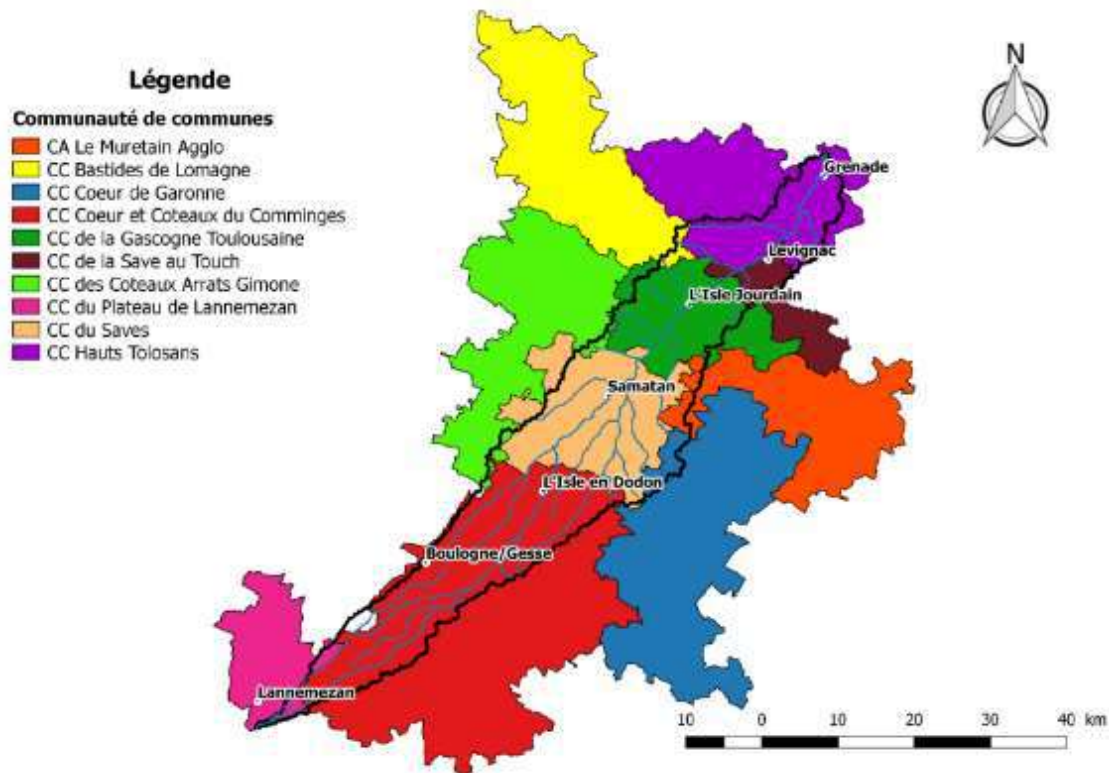 Légende
Communauté de communes
CA Le Muretain Agglo
CC Bastides de Lomagne
CC Coeur de Garonne
CC Coeur et Coteaux du Comminges
CC de la Gascogne Toulousaine
CC de la Save au Touch
CC des Coteaux Arrats Gimone
CC du Plateau de Lannemezan
CC du Saves
CC Hauts Tolosans
N
Grenade
Lévignac
L'Isle Jourdain
Samatan
L'Isle en Dodon
Boulogne/Gesse
Lannemezan
10 0 10 20 30 40 km